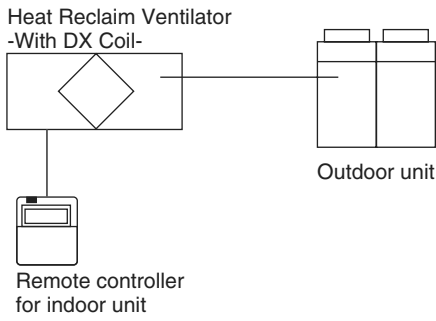 Heat Reclaim Ventilator
-With DX Coil-
Outdoor unit
Remote controller
for indoor unit